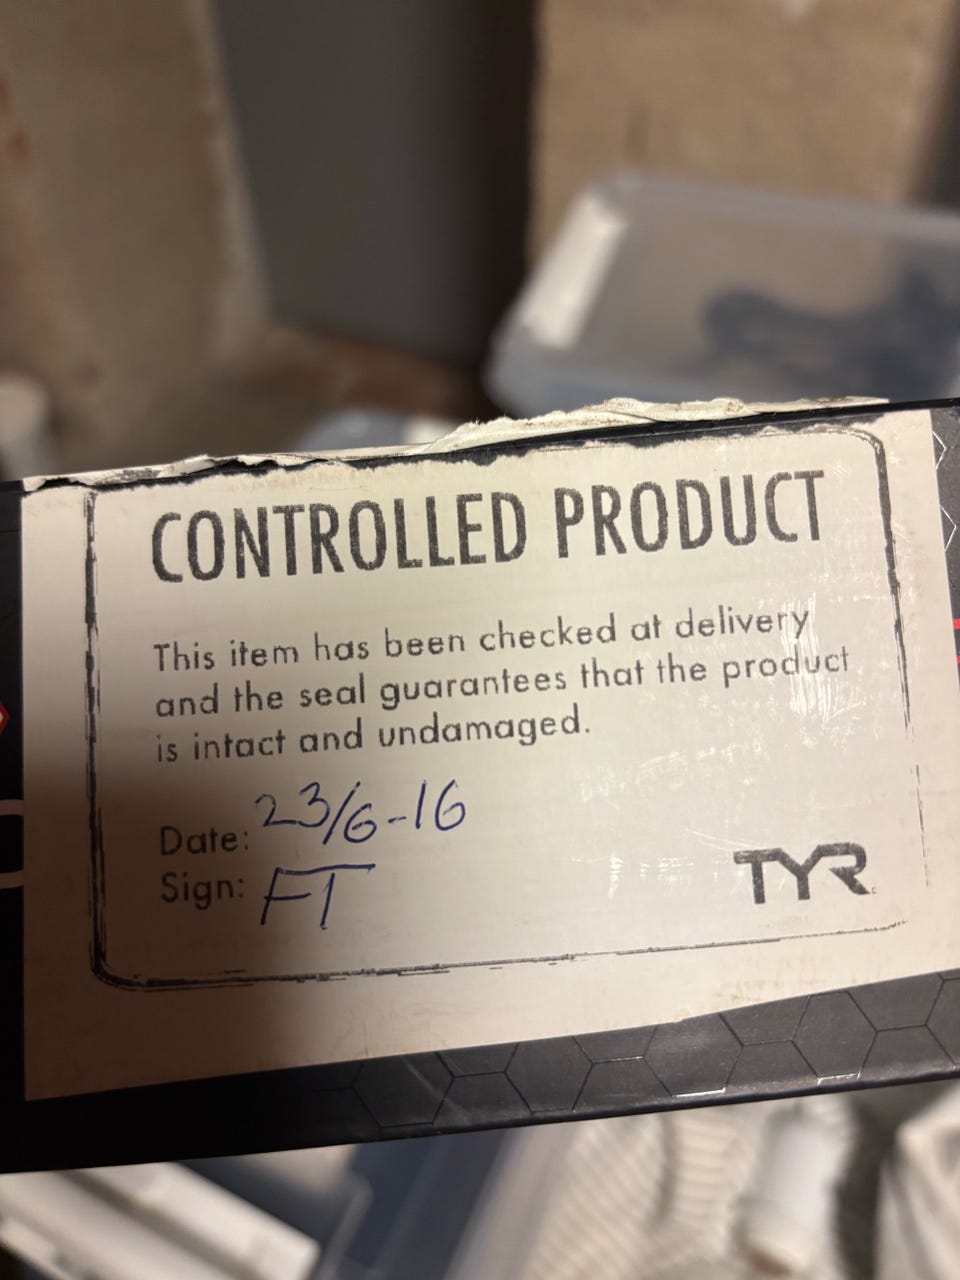 CONTROLLED PRODUCT
This item has been checked at delivery
and the seal guarantees that the product
is intact and undamaged.
Date: 23/6-16
Sign: FT
TYR